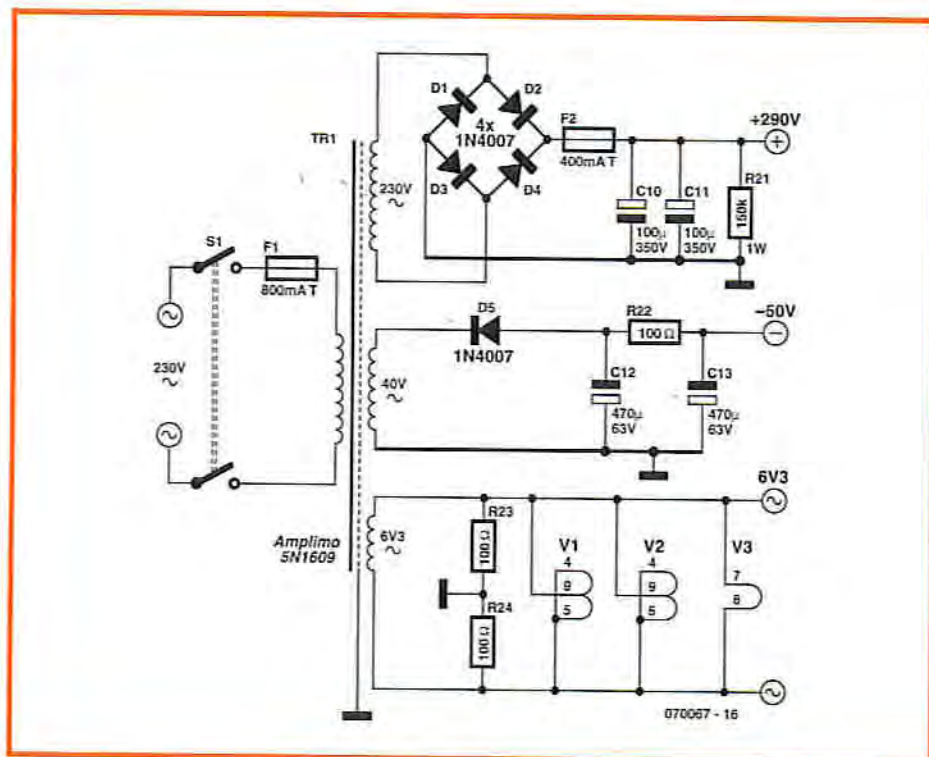 D1
D2
4x
1N4007
D3
D4
F2
400mA T
+290V
+
TR1
230V
~
C10
100µ
350V
C11
100µ
350V
R21
150k
1W
S1
F1
800mA T
~
230V
~
~
D5
1N4007
R22
100Ω
−50V
−
40V
~
C12
470µ
63V
C13
470µ
63V
6V3
~
Amplimo
5N1609
6V3
~
R23
100Ω
R24
100Ω
V1
4
9
5
V2
4
9
5
V3
7
8
~
070067 - 16